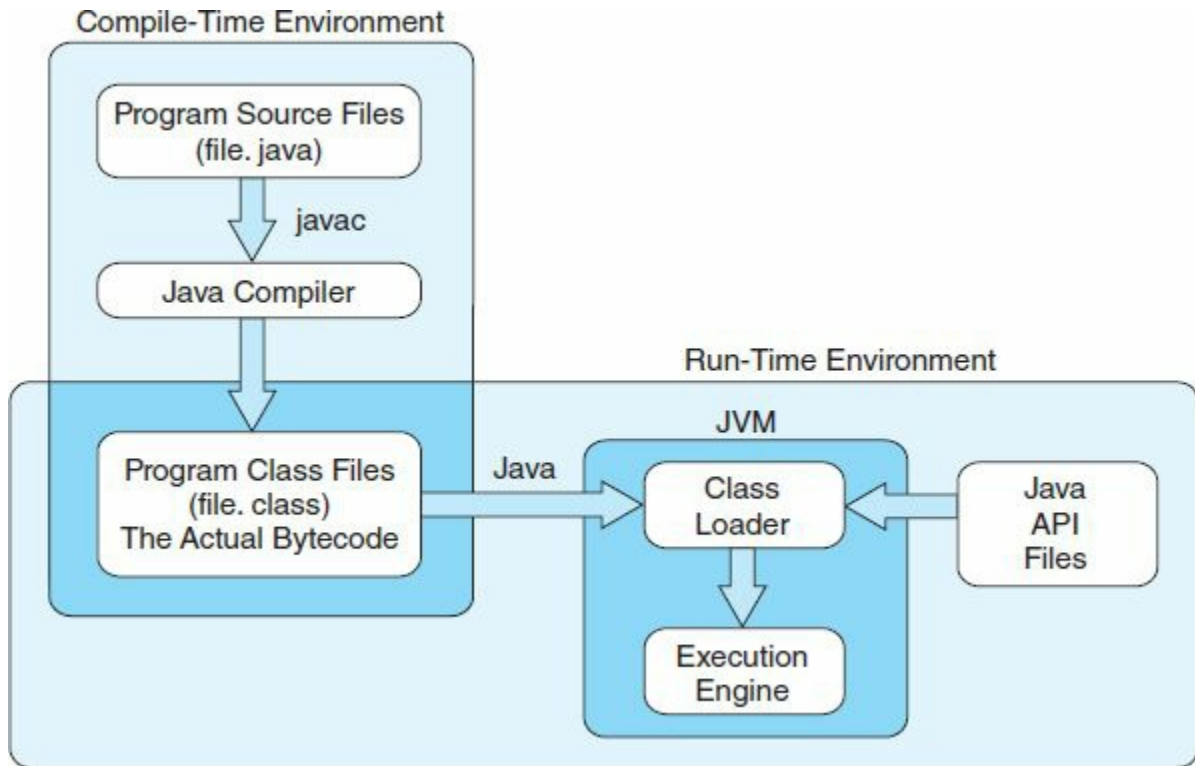 Compile-Time Environment
Program Source Files
(file. java)
javac
Java Compiler
Run-Time Environment
JVM
Program Class Files
(file. class)
The Actual Bytecode
Java
Class
Loader
Java
API
Files
Execution
Engine